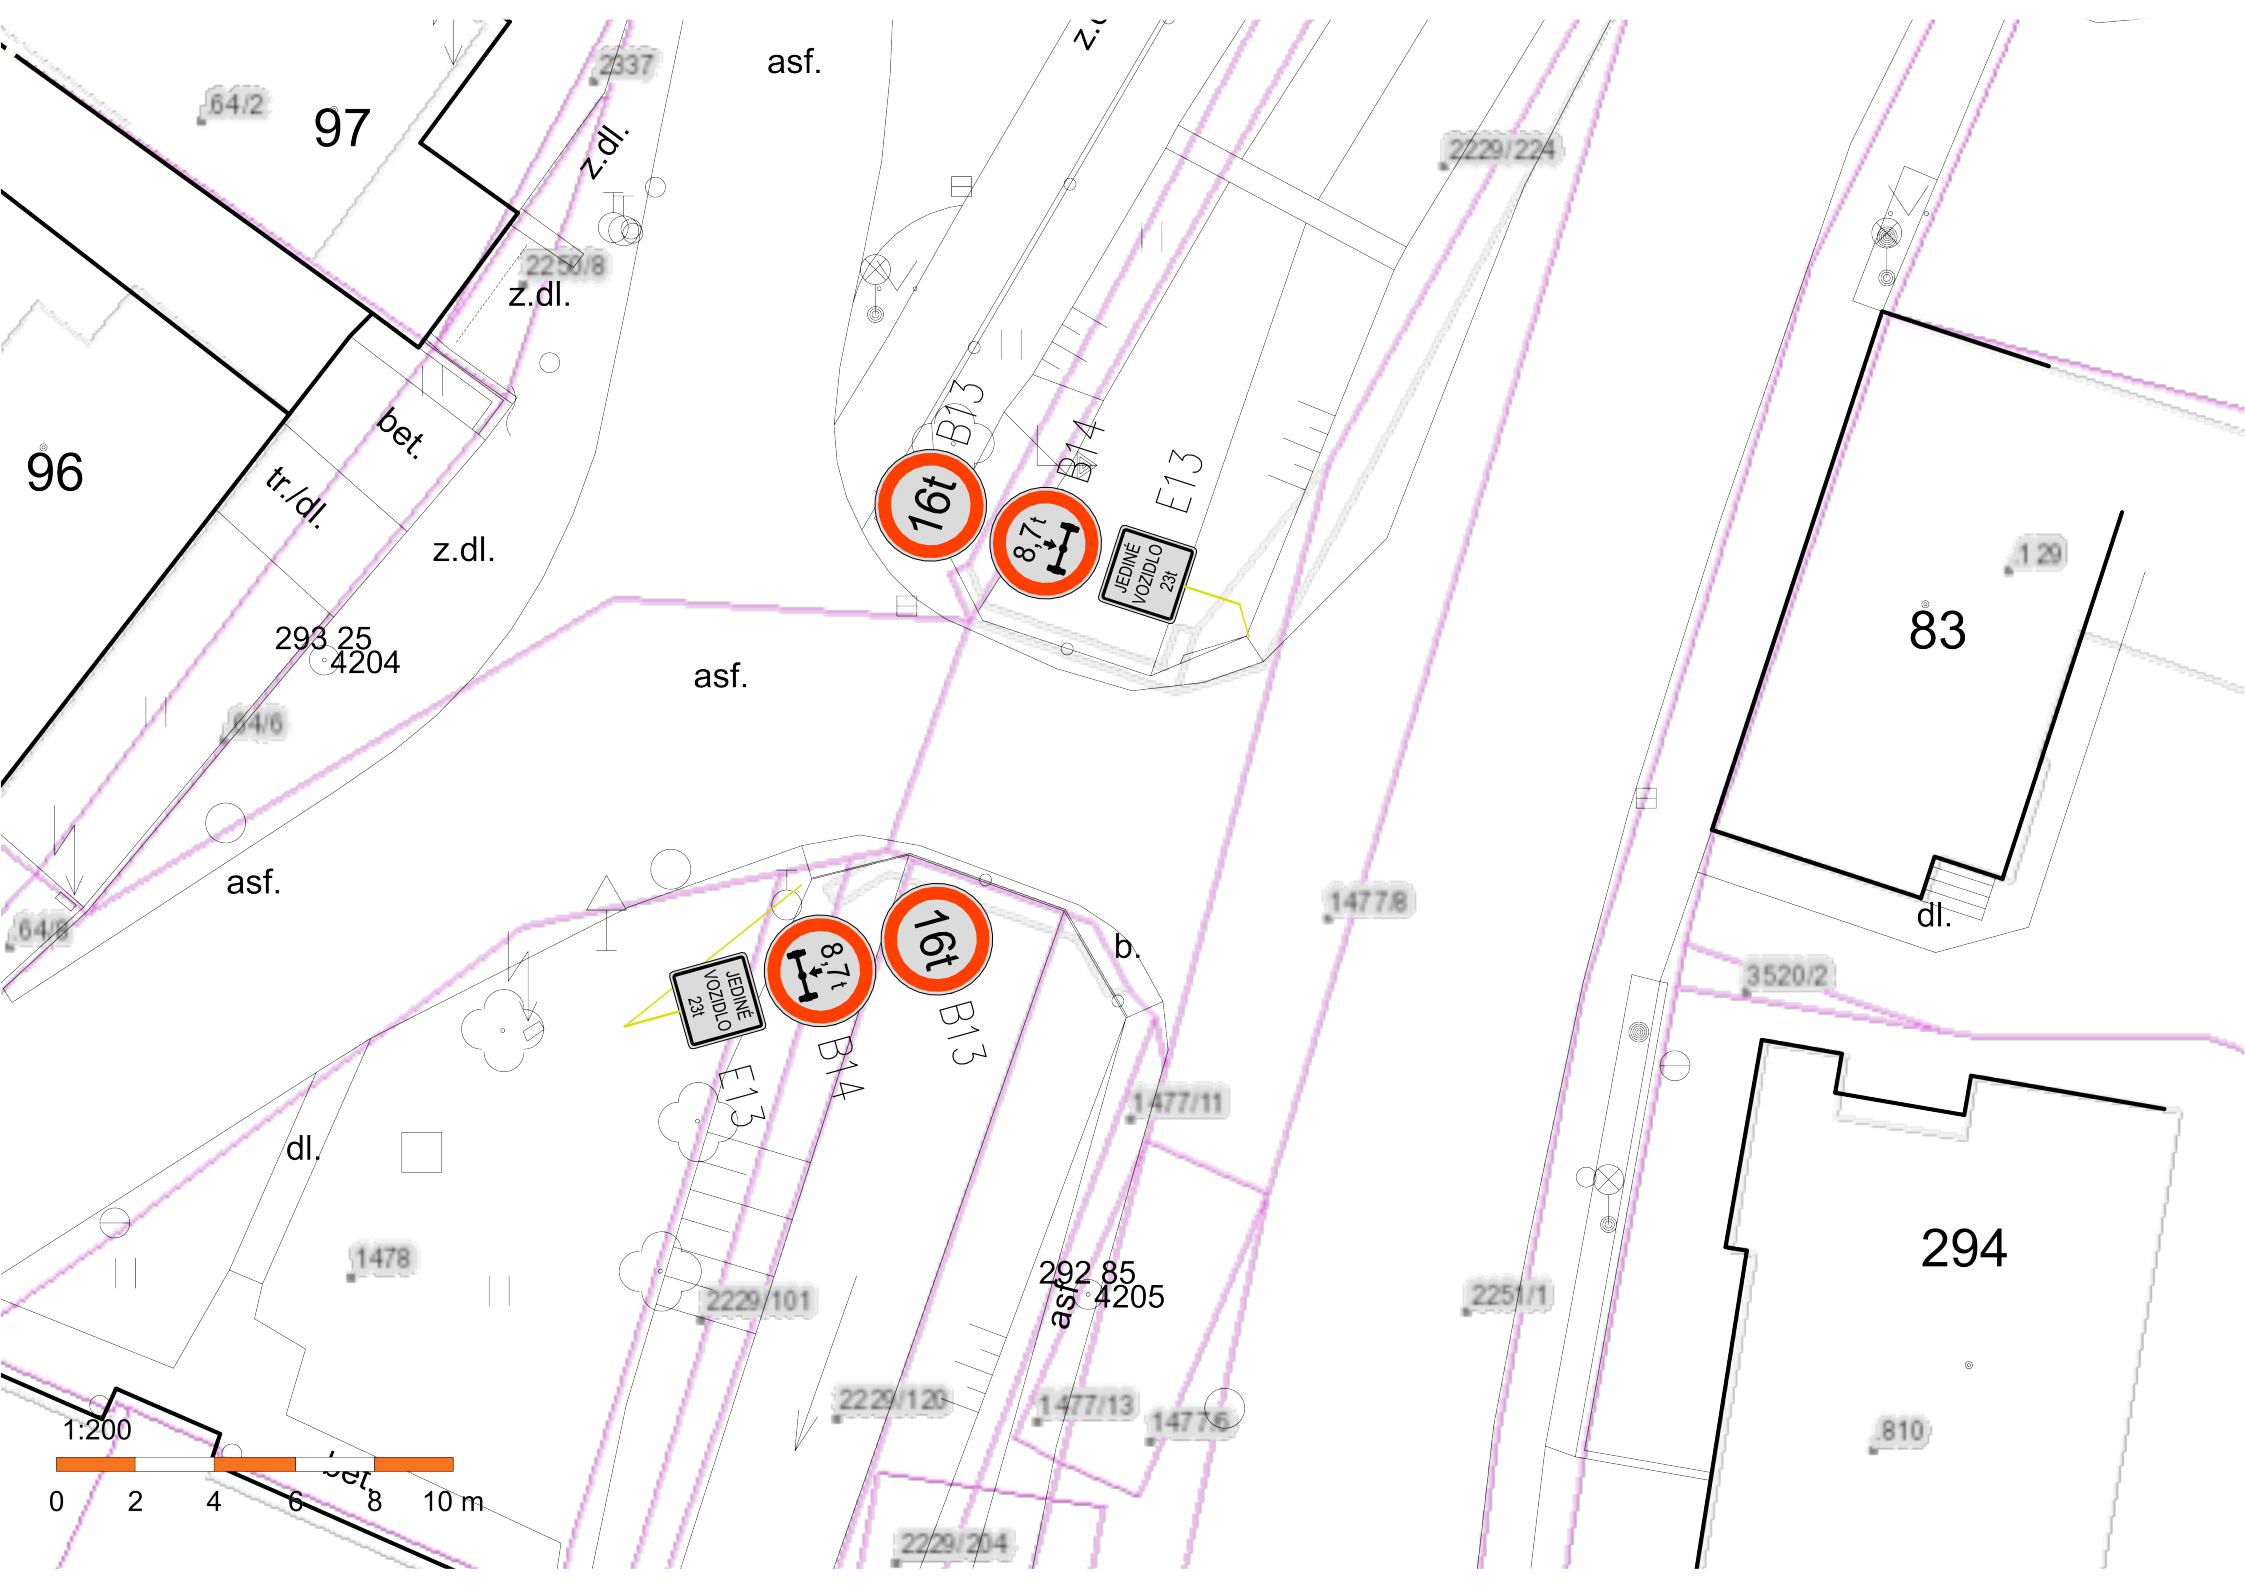 2337
asf.
.64/2
97
z.dl.
2229/224
2250/8
z.dl.
B13
B14
bet.
E13
96
tr./dl.
16t
8,7t
JEDINÉ
VOZIDLO
23t
z.dl.
.129
83
293 25
4204
asf.
.64/6
asf.
1477/8
dl.
.64/8
b.
16t
8,7t
JEDINÉ
VOZIDLO
23t
3520/2
B13
B14
E13
1477/11
dl.
1478
294
292 85
4205
asf.
2229/101
2251/1
2229/120
1477/13
1477/6
.810
1:200
bet.
0 2 4 6 8 10 m
2229/204